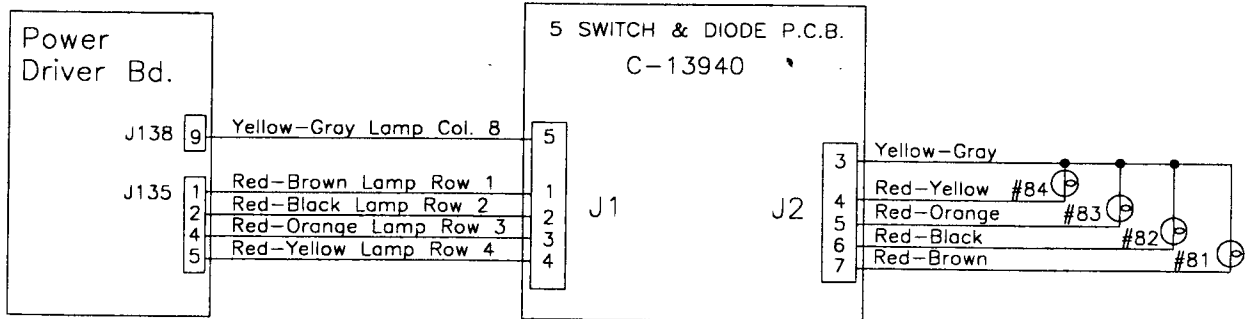 Power
Driver Bd.
5 SWITCH & DIODE P.C.B.
C-13940
J138 9 Yellow-Gray Lamp Col. 8 5
J135 1 Red-Brown Lamp Row 1 1
2 Red-Black Lamp Row 2 2
4 Red-Orange Lamp Row 3 3
5 Red-Yellow Lamp Row 4 4
J1
J2
3 Yellow-Gray
4 Red-Yellow #84
5 Red-Orange #83
6 Red-Black #82
7 Red-Brown #81